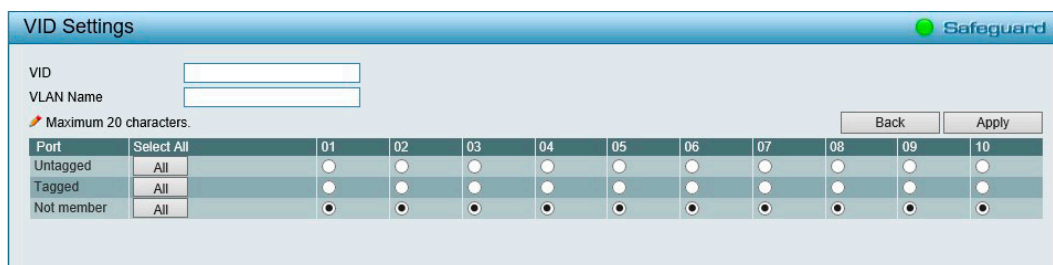 VID Settings
Safeguard
VID
VLAN Name
Maximum 20 characters.
Back Apply
Port Select All 01 02 03 04 05 06 07 08 09 10
Untagged All
Tagged All
Not member All